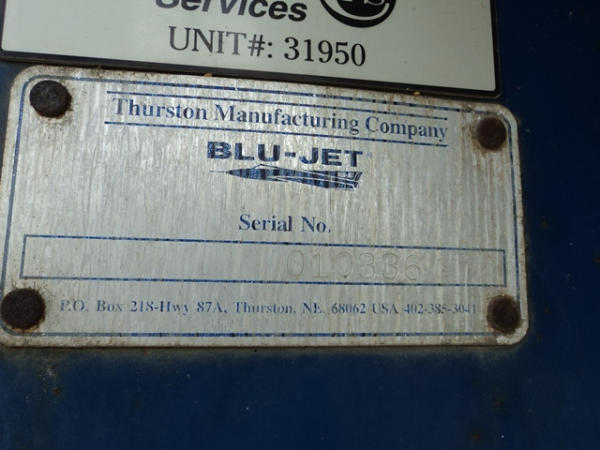 Services
UNIT#: 31950
Thurston Manufacturing Company
BLU-JET
Serial No.
010336
P.O. Box 218-Hwy 87A, Thurston, NE. 68062 USA 402-385-3041